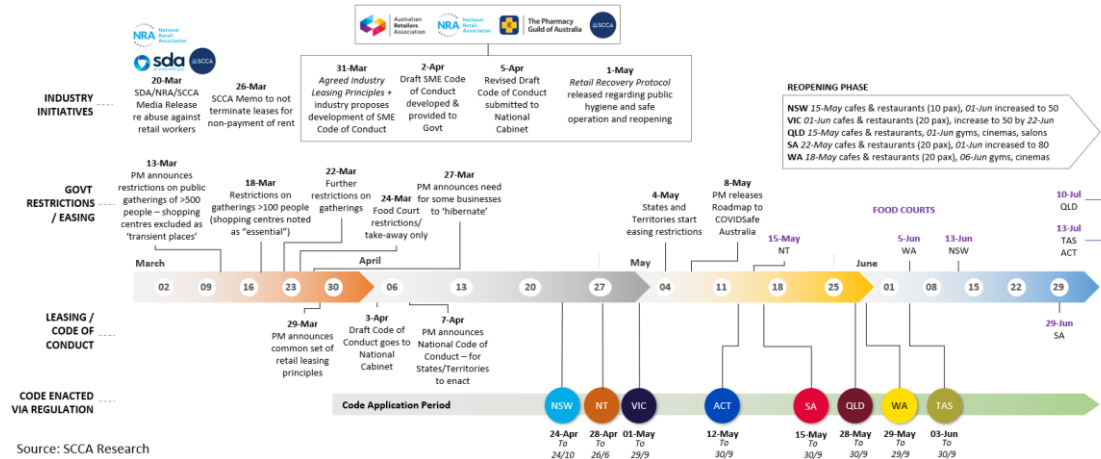 NRA National Retail Association
sda
SCCA
20-Mar
SDA/NRA/SCCA
Media Release
re abuse against
retail workers
26-Mar
SCCA Memo to not
terminate leases for
non-payment of rent
Australian Retailers Association
NRA National Retail Association
The Pharmacy Guild of Australia
SCCA
31-Mar
Agreed Industry
Leasing Principles +
industry proposes
development of SME
Code of Conduct
2-Apr
Draft SME Code
of Conduct
developed &
provided to
Govt
5-Apr
Revised Draft
Code of Conduct
submitted to
National
Cabinet
1-May
Retail Recovery Protocol
released regarding public
hygiene and safe
operation and reopening
INDUSTRY
INITIATIVES
REOPENING PHASE
NSW 15-May cafes & restaurants (10 pax), 01-Jun increased to 50
VIC 01-Jun cafes & restaurants (20 pax), increase to 50 by 22-Jun
QLD 15-May cafes & restaurants, 01-Jun gyms, cinemas, salons
SA 22-May cafes & restaurants (20 pax), 01-Jun increased to 80
WA 18-May cafes & restaurants (20 pax), 06-Jun gyms, cinemas
GOVT
RESTRICTIONS
/ EASING
13-Mar
PM announces
restrictions on public
gatherings of >500
people – shopping
centres excluded as
'transient places'
18-Mar
Restrictions on
gatherings >100 people
(shopping centres noted
as "essential")
22-Mar
Further
restrictions on
gatherings
24-Mar
Food Court
restrictions/
take-away only
27-Mar
PM announces need
for some businesses
to 'hibernate'
4-May
States and
Territories start
easing restrictions
8-May
PM releases
Roadmap to
COVIDSafe
Australia
FOOD COURTS
15-May
NT
5-Jun
WA
13-Jun
NSW
10-Jul
QLD
13-Jul
TAS
ACT
March
April
May
June
02 09 16 23 30 06 13 20 27 04 11 18 25 01 08 15 22 29
LEASING /
CODE OF
CONDUCT
29-Mar
PM announces
common set of
retail leasing
principles
3-Apr
Draft Code of
Conduct goes to
National
Cabinet
7-Apr
PM announces
National Code of
Conduct – for
States/Territories
to enact
29-Jun
SA
CODE ENACTED
VIA REGULATION
Code Application Period
NSW NT VIC ACT SA QLD WA TAS
24-Apr
To
24/10
28-Apr
To
26/6
01-May
To
29/9
12-May
To
30/9
15-May
To
30/9
28-May
To
30/9
29-May
To
29/9
03-Jun
To
30/9
Source: SCCA Research